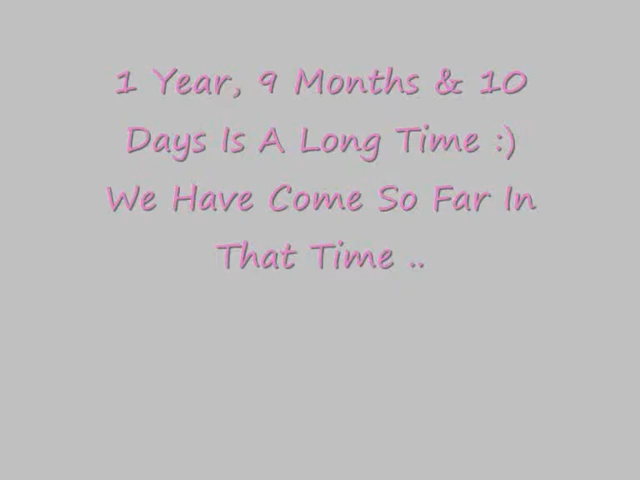 1 Year, 9 Months & 10
Days Is A Long Time :)
We Have Come So Far In
That Time ..